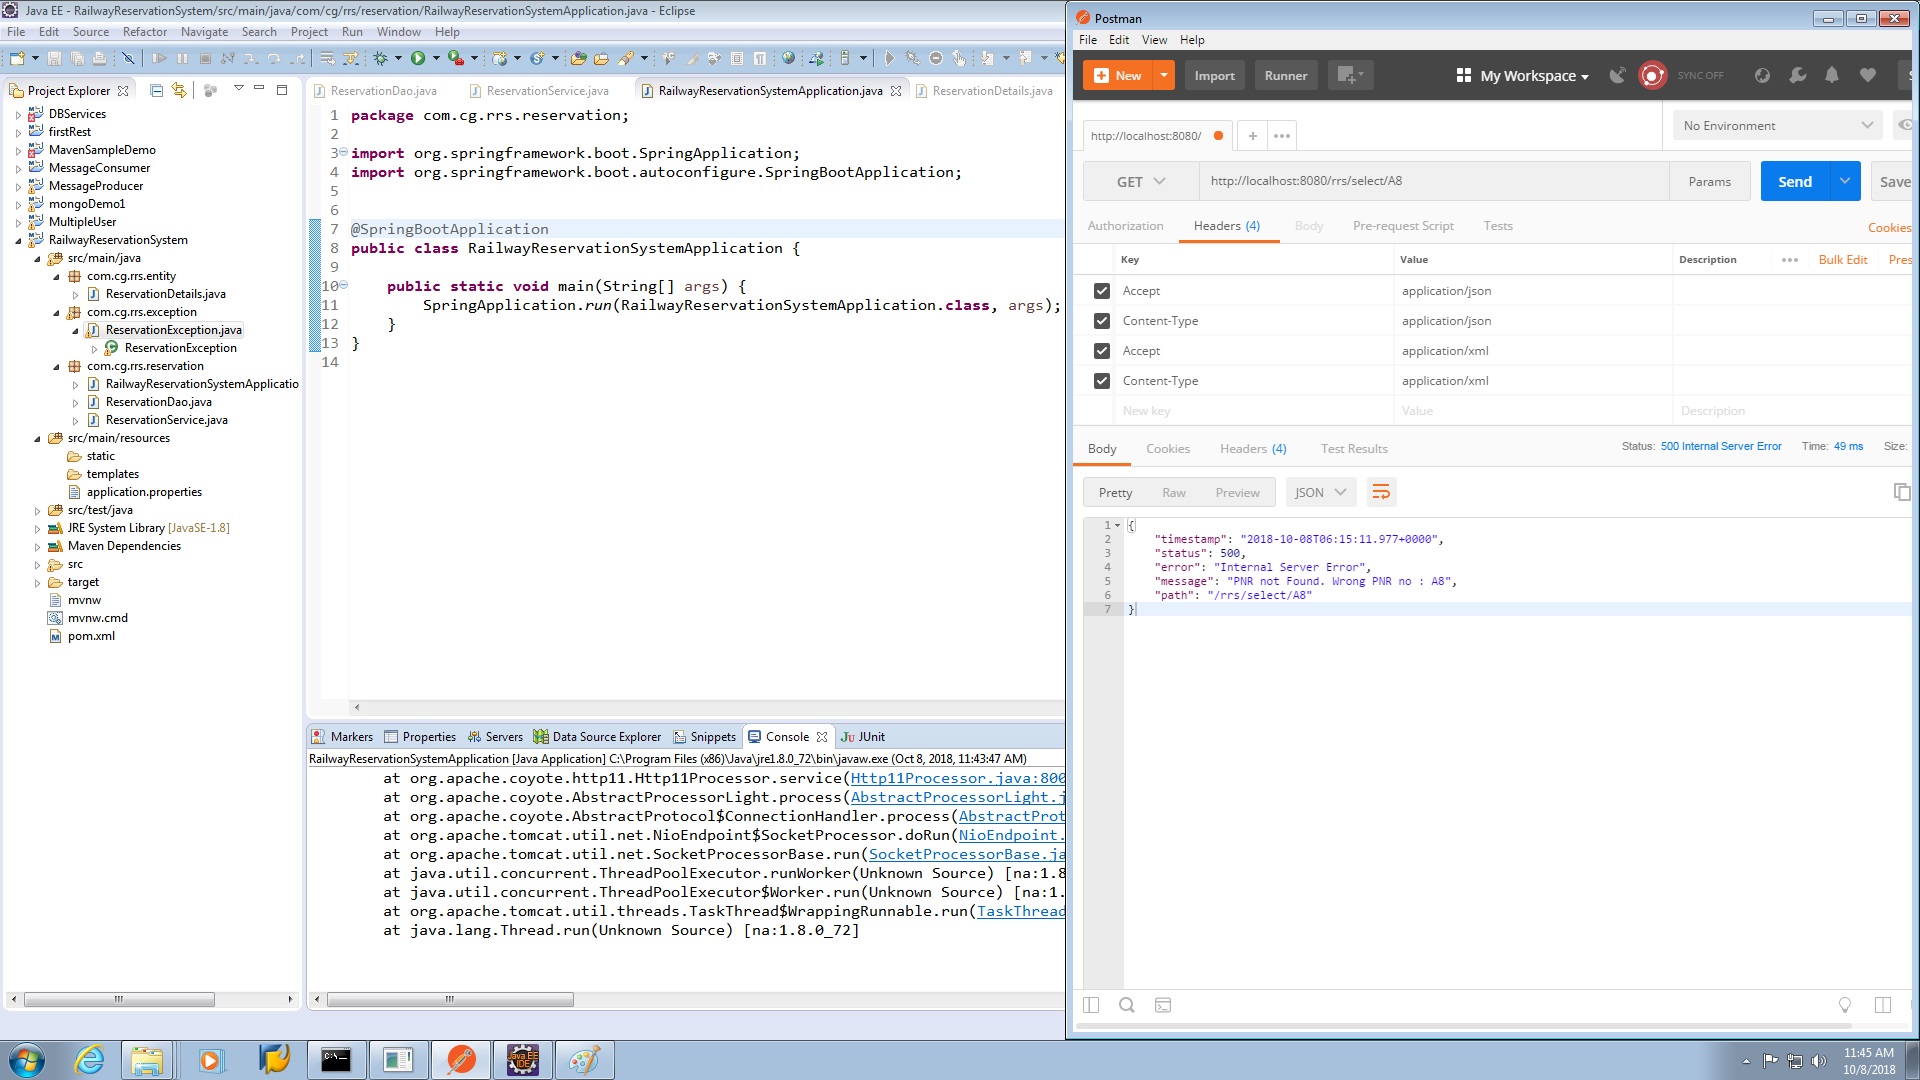 Java EE - RailwayReservationSystem/src/main/java/com/cg/rrs/reservation/RailwayReservationSystemApplication.java - Eclipse
File Edit Source Refactor Navigate Search Project Run Window Help
Project Explorer
DBServices
firstRest
MavenSampleDemo
MessageConsumer
MessageProducer
mongoDemo1
MultipleUser
RailwayReservationSystem
src/main/java
com.cg.rrs.entity
ReservationDetails.java
com.cg.rrs.exception
ReservationException.java
ReservationException
com.cg.rrs.reservation
RailwayReservationSystemApplicatio
ReservationDao.java
ReservationService.java
src/main/resources
static
templates
application.properties
src/test/java
JRE System Library [JavaSE-1.8]
Maven Dependencies
src
target
mvnw
mvnw.cmd
pom.xml
ReservationDao.java ReservationService.java RailwayReservationSystemApplication.java ReservationDetails.java
1 package com.cg.rrs.reservation;
2
3 import org.springframework.boot.SpringApplication;
4 import org.springframework.boot.autoconfigure.SpringBootApplication;
5
6
7 @SpringBootApplication
8 public class RailwayReservationSystemApplication {
9
10 public static void main(String[] args) {
11 SpringApplication.run(RailwayReservationSystemApplication.class, args);
12 }
13 }
14
Markers Properties Servers Data Source Explorer Snippets Console JUnit
RailwayReservationSystemApplication [Java Application] C:\Program Files (x86)\Java\jre1.8.0_72\bin\javaw.exe (Oct 8, 2018, 11:43:47 AM)
at org.apache.coyote.http11.Http11Processor.service(Http11Processor.java:800
at org.apache.coyote.AbstractProcessorLight.process(AbstractProcessorLight.j
at org.apache.coyote.AbstractProtocol$ConnectionHandler.process(AbstractProt
at org.apache.tomcat.util.net.NioEndpoint$SocketProcessor.doRun(NioEndpoint.
at org.apache.tomcat.util.net.SocketProcessorBase.run(SocketProcessorBase.ja
at java.util.concurrent.ThreadPoolExecutor.runWorker(Unknown Source) [na:1.8
at java.util.concurrent.ThreadPoolExecutor$Worker.run(Unknown Source) [na:1.
at org.apache.tomcat.util.threads.TaskThread$WrappingRunnable.run(TaskThread
at java.lang.Thread.run(Unknown Source) [na:1.8.0_72]
Postman
File Edit View Help
New Import Runner My Workspace SYNC OFF
http://localhost:8080/ No Environment
GET http://localhost:8080/rrs/select/A8 Params Send Save
Authorization Headers (4) Body Pre-request Script Tests Cookies
Key Value Description Bulk Edit Pres
Accept application/json
Content-Type application/json
Accept application/xml
Content-Type application/xml
New key Value Description
Body Cookies Headers (4) Test Results Status: 500 Internal Server Error Time: 49 ms Size:
Pretty Raw Preview JSON
1 {
2 "timestamp": "2018-10-08T06:15:11.977+0000",
3 "status": 500,
4 "error": "Internal Server Error",
5 "message": "PNR not Found. Wrong PNR no : A8",
6 "path": "/rrs/select/A8"
7 }
C:\.
Java EE
IDE
11:45 AM
10/8/2018